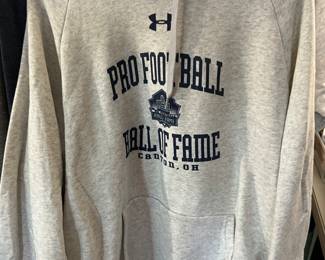 PRO FOOTBALL
HALL OF FAME
CANTON, OH